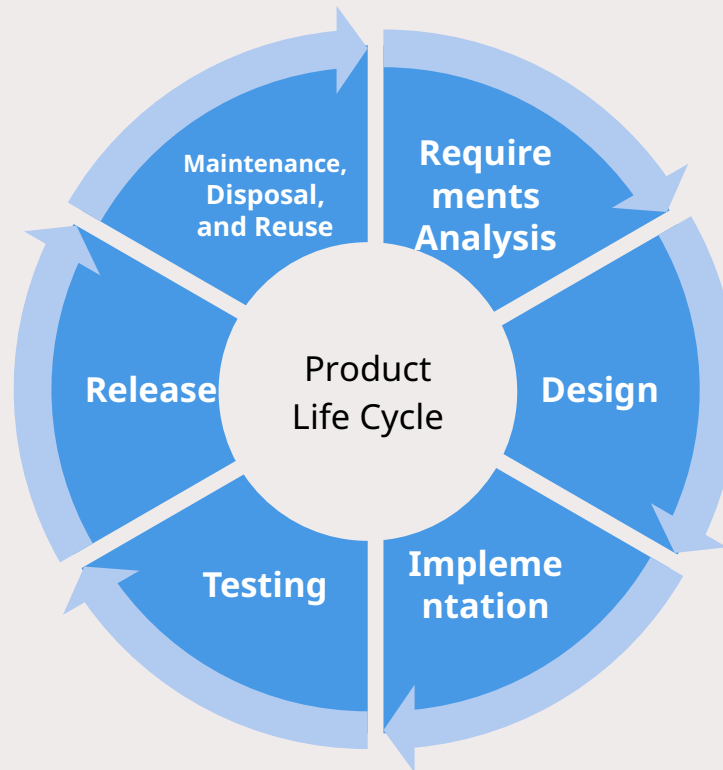 Maintenance,
Disposal,
and Reuse
Require
ments
Analysis
Release
Product
Life Cycle
Design
Testing
Impleme
ntation